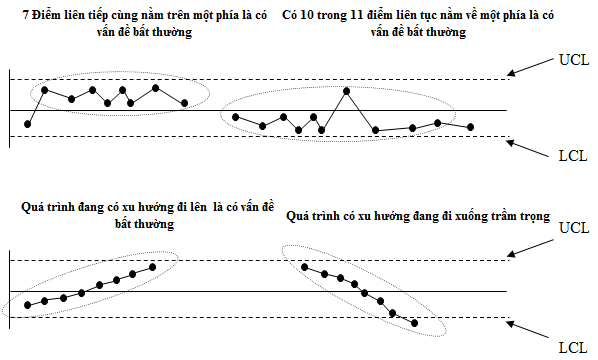 7 Điểm liên tiếp cùng nằm trên một phía là có
vấn đề bất thường
Có 10 trong 11 điểm liên tục nằm về một phía là có
vấn đề bất thường
UCL
LCL
Quá trình đang có xu hướng đi lên là có vấn đề
bất thường
Quá trình có xu hướng đang đi xuống trầm trọng
UCL
LCL